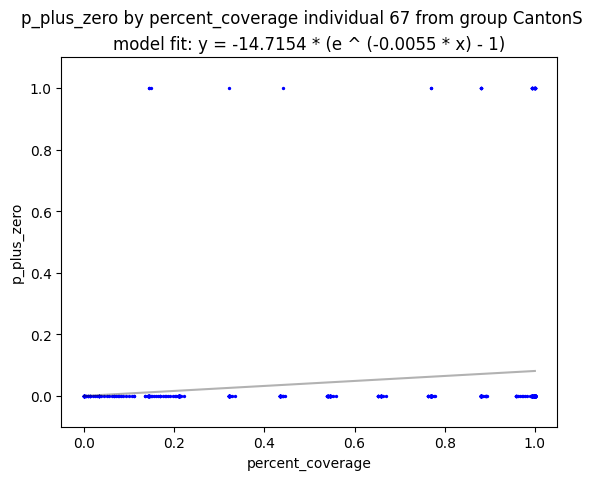 p_plus_zero by percent_coverage individual 67 from group CantonS
model fit: y = -14.7154 * (e ^ (-0.0055 * x) - 1)
1.0
0.8
0.6
0.4
0.2
0.0
p_plus_zero
0.0 0.2 0.4 0.6 0.8 1.0
percent_coverage